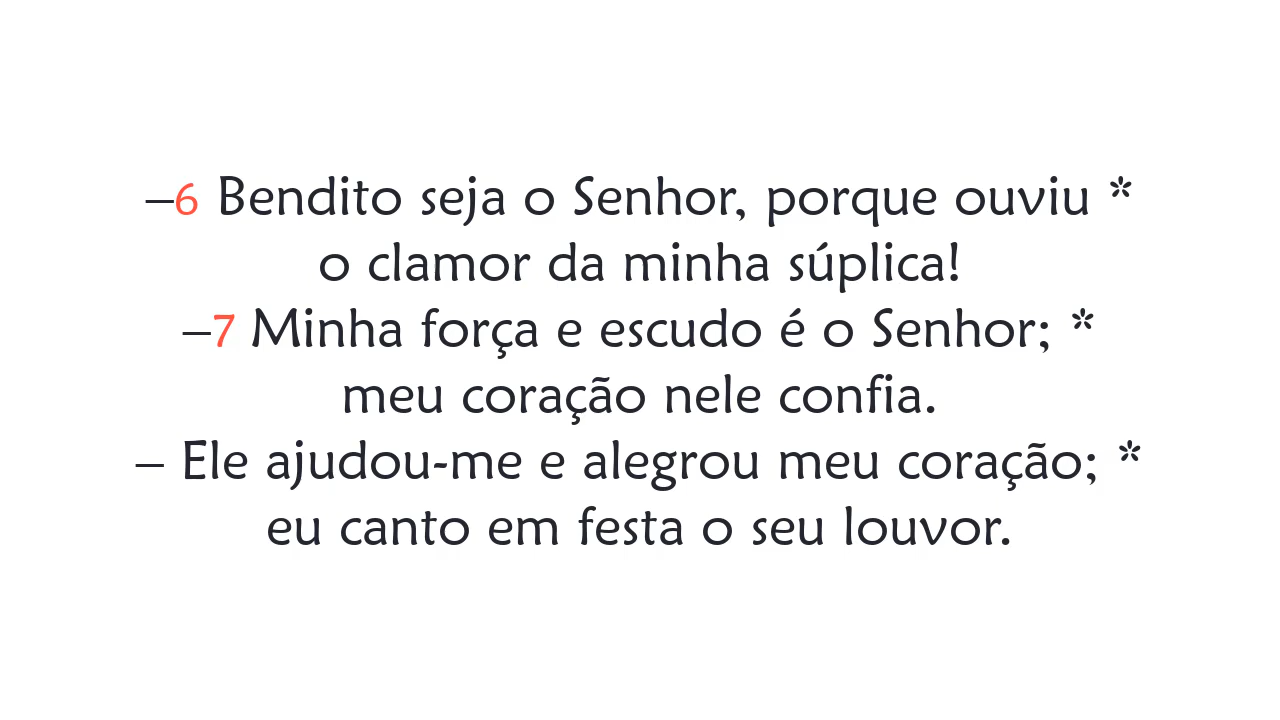 –6 Bendito seja o Senhor, porque ouviu *
o clamor da minha súplica!
–7 Minha força e escudo é o Senhor; *
meu coração nele confia.
– Ele ajudou-me e alegrou meu coração; *
eu canto em festa o seu louvor.